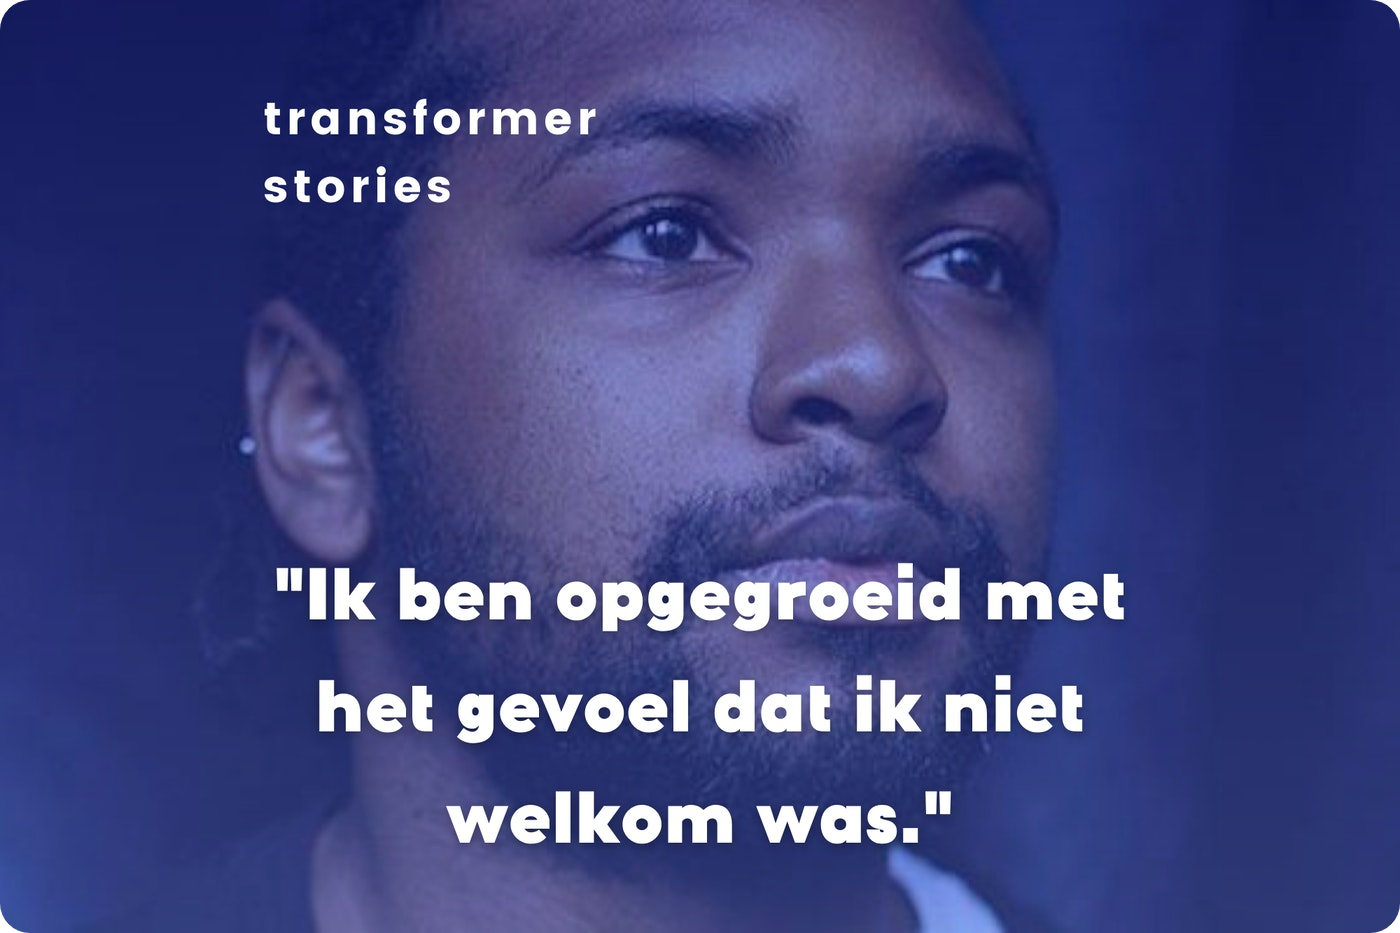 transformer
stories
"Ik ben opgegroeid met
het gevoel dat ik niet
welkom was."